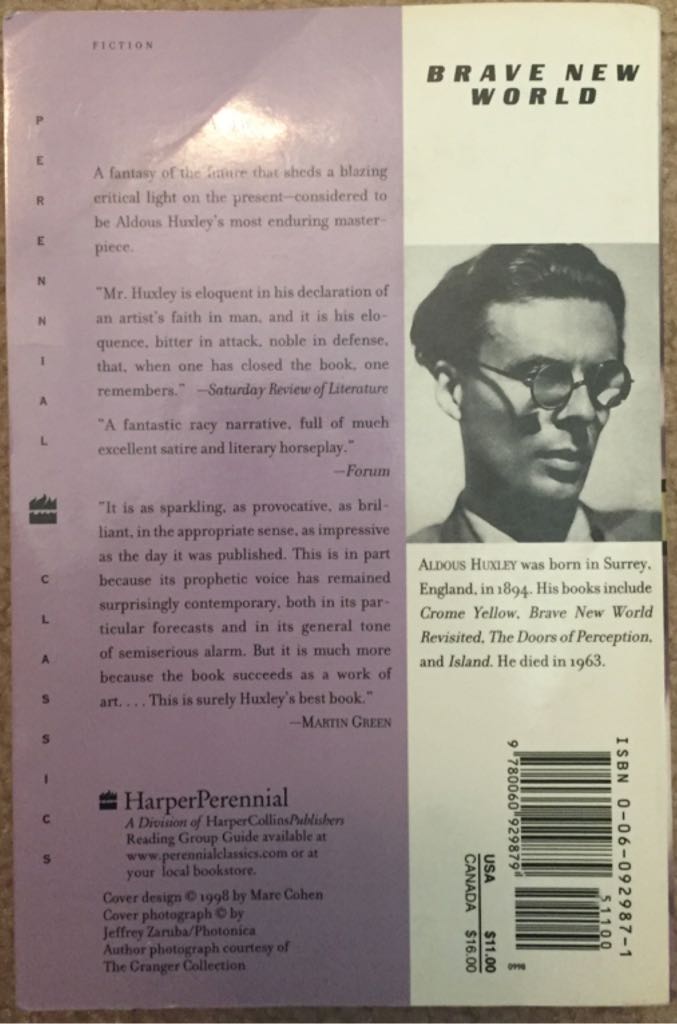 FICTION
PERENNIAL
CLASSICS
A fantasy of the future that sheds a blazing
critical light on the present—considered to
be Aldous Huxley's most enduring master-
piece.
"Mr. Huxley is eloquent in his declaration of
an artist's faith in man, and it is his elo-
quence, bitter in attack, noble in defense,
that, when one has closed the book, one
remembers." —Saturday Review of Literature
"A fantastic racy narrative, full of much
excellent satire and literary horseplay."
—Forum
"It is as sparkling, as provocative, as bril-
liant, in the appropriate sense, as impressive
as the day it was published. This is in part
because its prophetic voice has remained
surprisingly contemporary, both in its par-
ticular forecasts and in its general tone
of semiserious alarm. But it is much more
because the book succeeds as a work of
art. . . . This is surely Huxley's best book."
—MARTIN GREEN
HarperPerennial
A Division of HarperCollinsPublishers
Reading Group Guide available at
www.perennialclassics.com or at
your local bookstore.
Cover design © 1998 by Marc Cohen
Cover photograph © by
Jeffrey Zaruba/Photonica
Author photograph courtesy of
The Granger Collection
BRAVE NEW
WORLD
ALDOUS HUXLEY was born in Surrey,
England, in 1894. His books include
Crome Yellow, Brave New World
Revisited, The Doors of Perception,
and Island. He died in 1963.
ISBN 0-06-092987-1
51100
9 780060 929879
USA $11.00
CANADA $16.00
0998